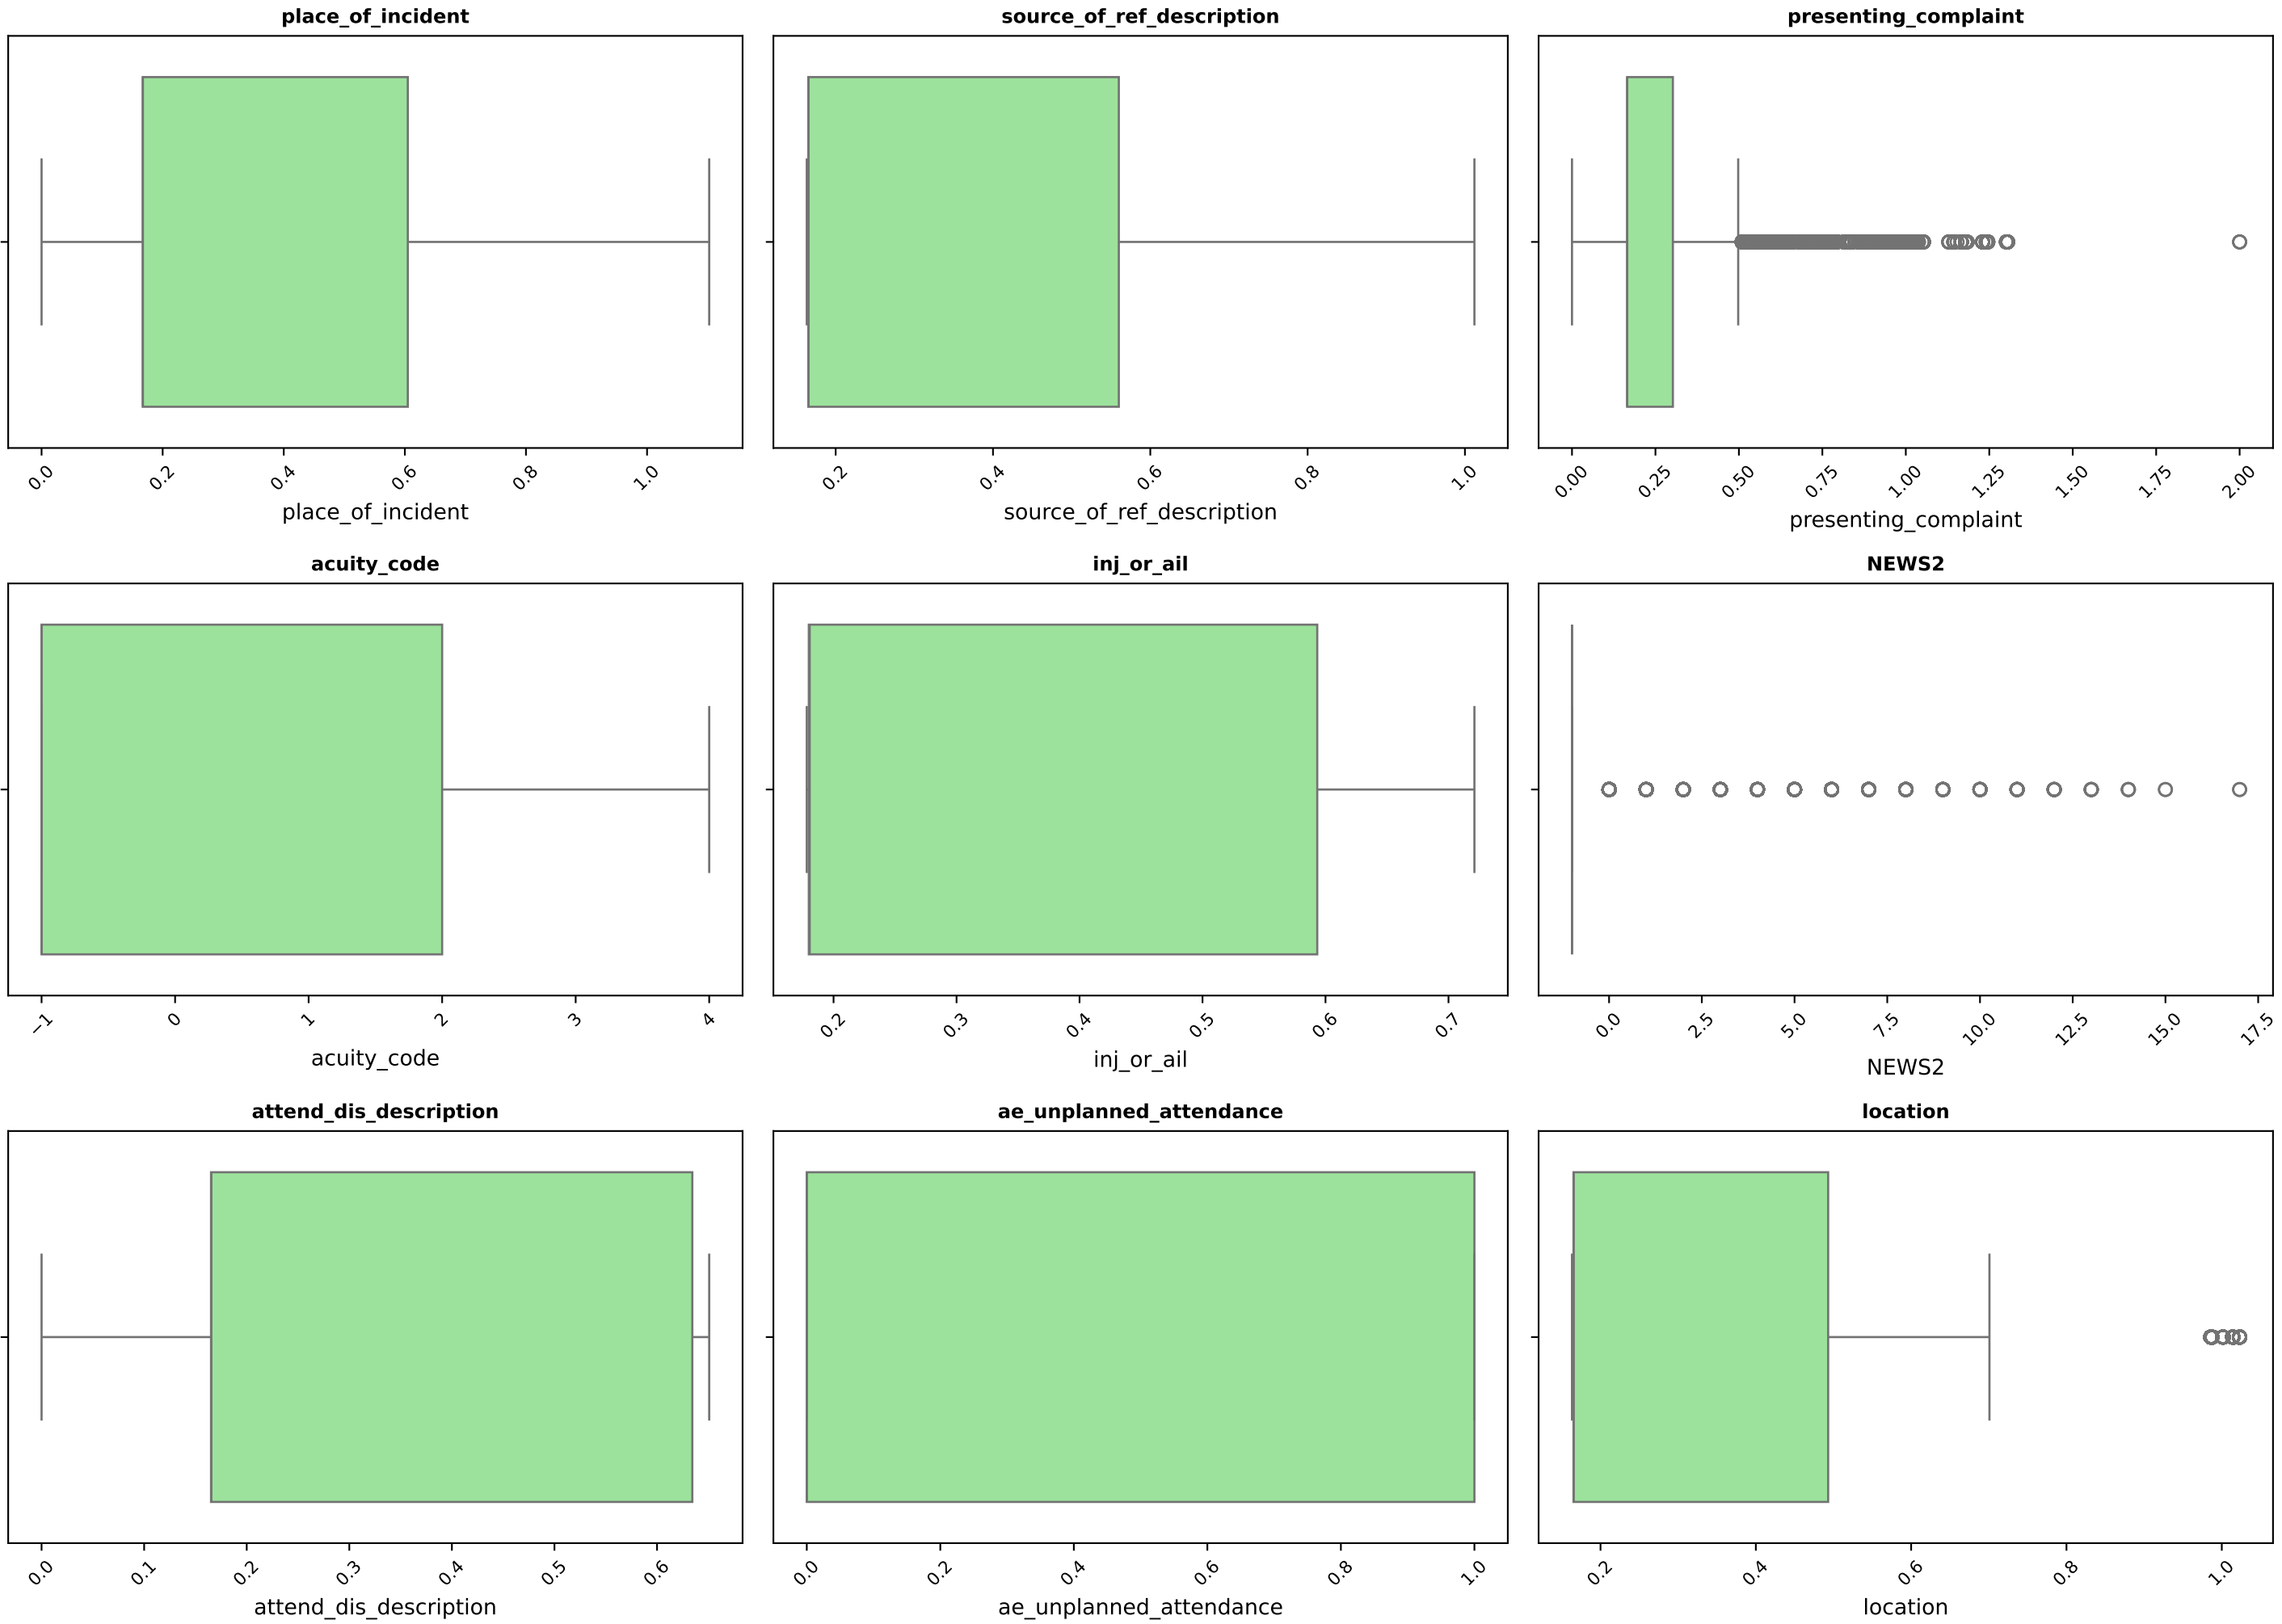 place_of_incident
source_of_ref_description
presenting_complaint
0.0 0.2 0.4 0.6 0.8 1.0
0.2 0.4 0.6 0.8 1.0
0.00 0.25 0.50 0.75 1.00 1.25 1.50 1.75 2.00
place_of_incident
source_of_ref_description
presenting_complaint
acuity_code
inj_or_ail
NEWS2
−1 0 1 2 3 4
0.2 0.3 0.4 0.5 0.6 0.7
0.0 2.5 5.0 7.5 10.0 12.5 15.0 17.5
acuity_code
inj_or_ail
NEWS2
attend_dis_description
ae_unplanned_attendance
location
0.0 0.1 0.2 0.3 0.4 0.5 0.6
0.0 0.2 0.4 0.6 0.8 1.0
0.2 0.4 0.6 0.8 1.0
attend_dis_description
ae_unplanned_attendance
location